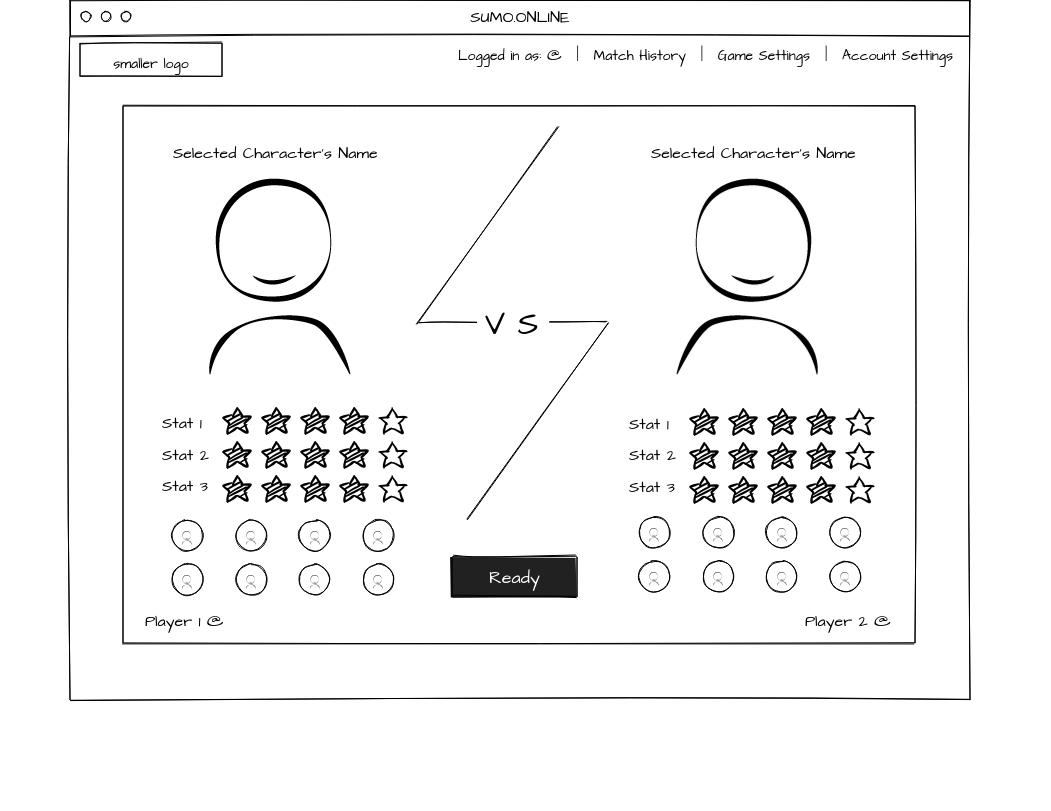 SUMO.ONLINE
smaller logo
Logged in as: @ | Match History | Game Settings | Account Settings
Selected Character's Name
Selected Character's Name
V S
Stat 1
Stat 2
Stat 3
Stat 1
Stat 2
Stat 3
Ready
Player 1 @
Player 2 @